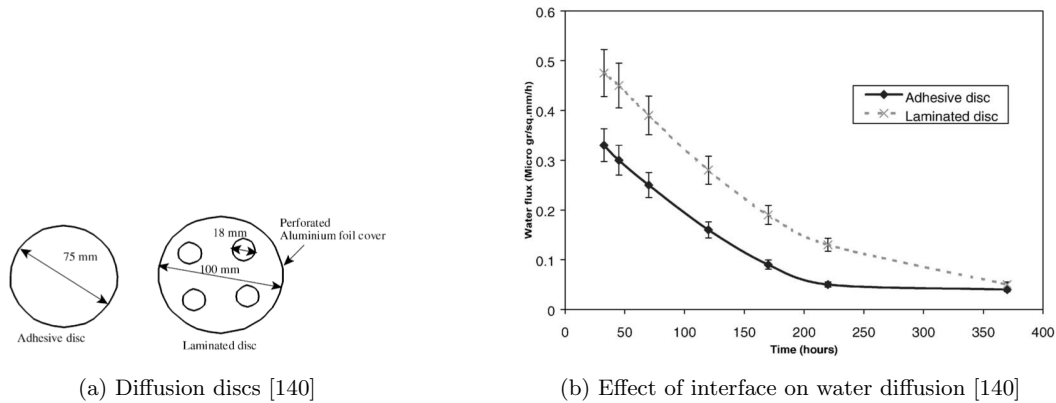 75 mm
Adhesive disc
18 mm
100 mm
Perforated
Aluminium foil cover
Laminated disc
(a) Diffusion discs [140]
Water flux (Micro gr/sq.mm/h)
0.6
0.5
0.4
0.3
0.2
0.1
0
0 50 100 150 200 250 300 350 400
Time (hours)
Adhesive disc
Laminated disc
(b) Effect of interface on water diffusion [140]